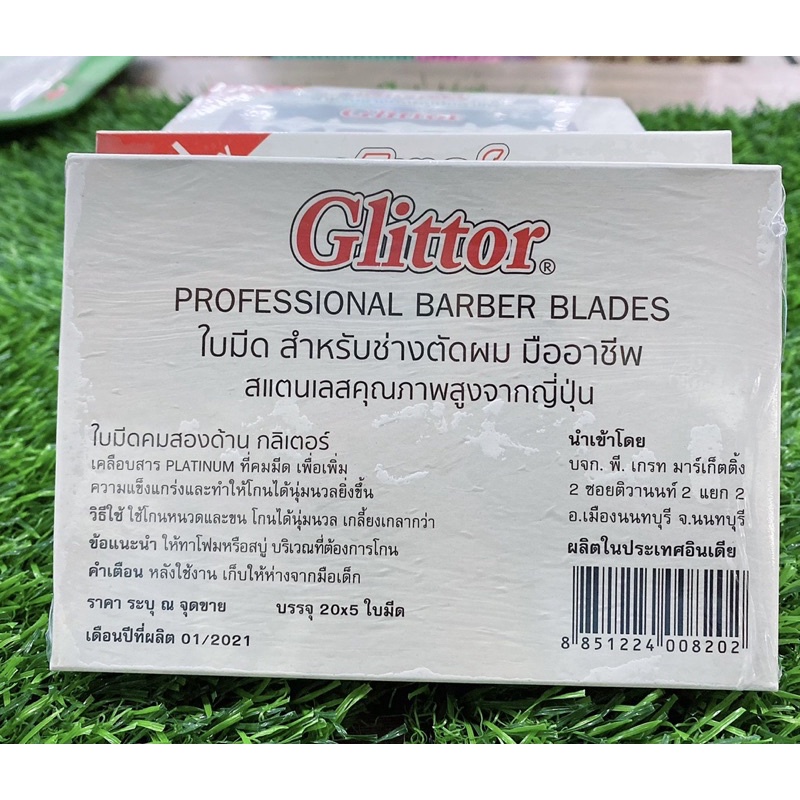 Glittor
Glittor®
PROFESSIONAL BARBER BLADES
ใบมีด สำหรับช่างตัดผม มืออาชีพ
สแตนเลสคุณภาพสูงจากญี่ปุ่น
ใบมีดคมสองด้าน กลิตเตอร์
เคลือบสาร PLATINUM ที่คมมีด เพื่อเพิ่ม
ความแข็งแกร่งและทำให้โกนได้นุ่มนวลยิ่งขึ้น
วิธีใช้ ใช้โกนหนวดและขน โกนได้นุ่มนวล เกลี้ยงเกลากว่า
ข้อแนะนำ ให้ทาโฟมหรือสบู่ บริเวณที่ต้องการโกน
คำเตือน หลังใช้งาน เก็บให้ห่างจากมือเด็ก
ราคา ระบุ ณ จุดขาย บรรจุ 20x5 ใบมีด
เดือนปีที่ผลิต 01/2021
นำเข้าโดย
บจก. พี. เกรท มาร์เก็ตติ้ง
2 ซอยติวานนท์ 2 แยก 2
อ.เมืองนนทบุรี จ.นนทบุรี
ผลิตในประเทศอินเดีย
8 851224 008202